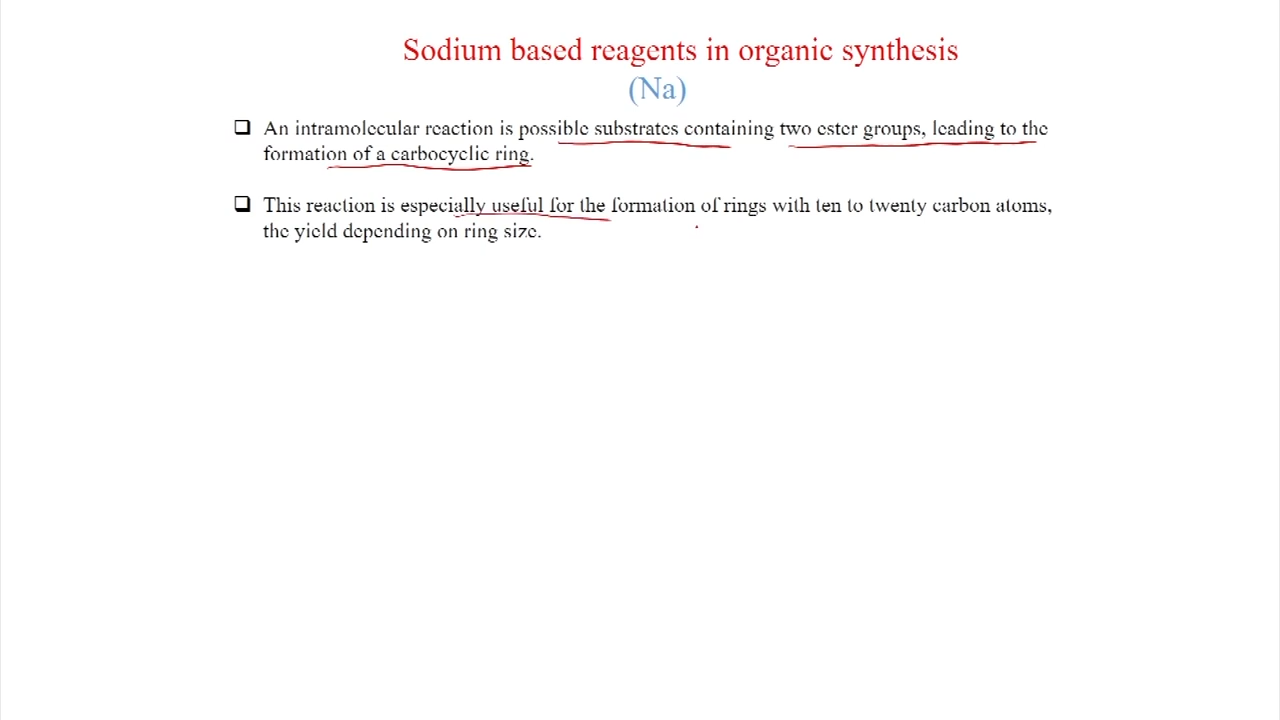 Sodium based reagents in organic synthesis
(Na)
❑ An intramolecular reaction is possible substrates containing two ester groups, leading to the
formation of a carbocyclic ring.
❑ This reaction is especially useful for the formation of rings with ten to twenty carbon atoms,
the yield depending on ring size.